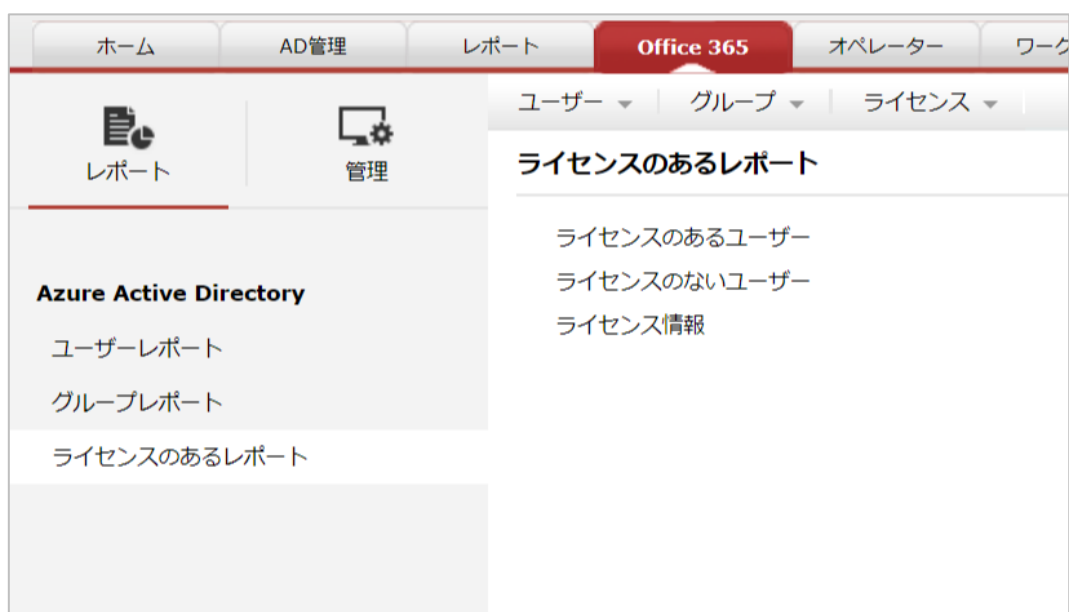 ホーム AD管理 レポート Office 365 オペレーター ワーク
ユーザー グループ ライセンス
レポート 管理
ライセンスのあるレポート
ライセンスのあるユーザー
ライセンスのないユーザー
ライセンス情報
Azure Active Directory
ユーザーレポート
グループレポート
ライセンスのあるレポート